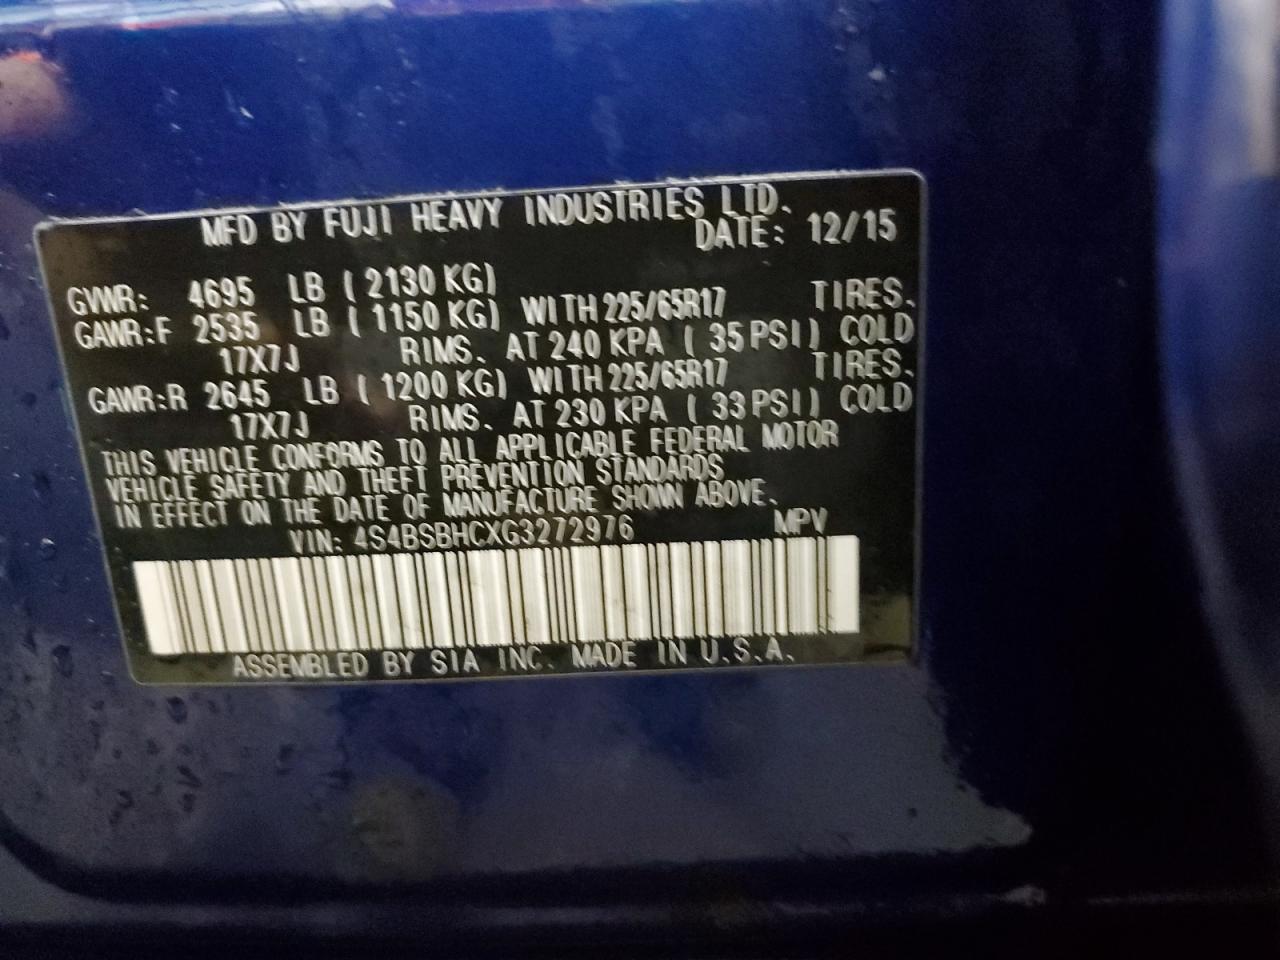 MFD BY FUJI HEAVY INDUSTRIES LTD.
DATE: 12/15
GVWR: 4695 LB ( 2130 KG)
GAWR:F 2535 LB ( 1150 KG) WITH 225/65R17 TIRES.
17X7J RIMS. AT 240 KPA ( 35 PSI) COLD
GAWR:R 2645 LB ( 1200 KG) WITH 225/65R17 TIRES.
17X7J RIMS. AT 230 KPA ( 33 PSI) COLD
THIS VEHICLE CONFORMS TO ALL APPLICABLE FEDERAL MOTOR
VEHICLE SAFETY AND THEFT PREVENTION STANDARDS
IN EFFECT ON THE DATE OF MANUFACTURE SHOWN ABOVE.
VIN: 4S4BSBHCXG3272976 MPV
ASSEMBLED BY SIA INC. MADE IN U.S.A.